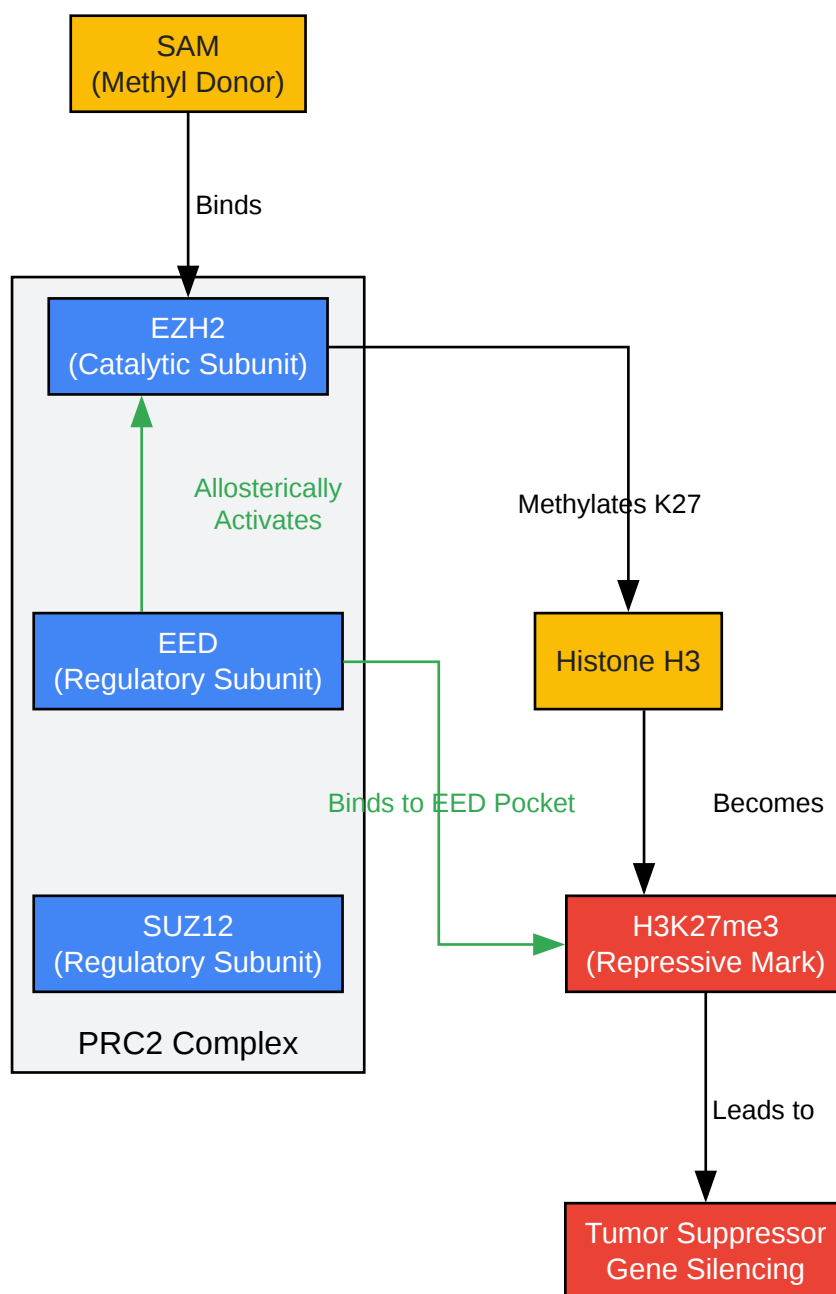 SAM
(Methyl Donor)
Binds
EZH2
(Catalytic Subunit)
Allosterically
Activates
Methylates K27
EED
(Regulatory Subunit)
Histone H3
Binds to EED Pocket
Becomes
SUZ12
(Regulatory Subunit)
H3K27me3
(Repressive Mark)
PRC2 Complex
Leads to
Tumor Suppressor
Gene Silencing